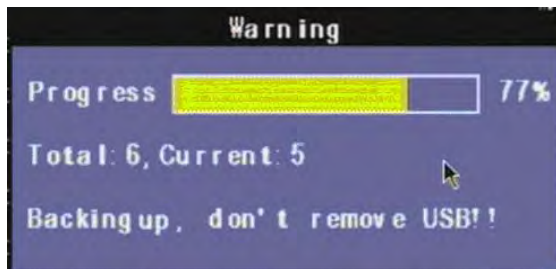 Warning
Progress 77%
Total: 6, Current: 5
Backing up, don't remove USB!!